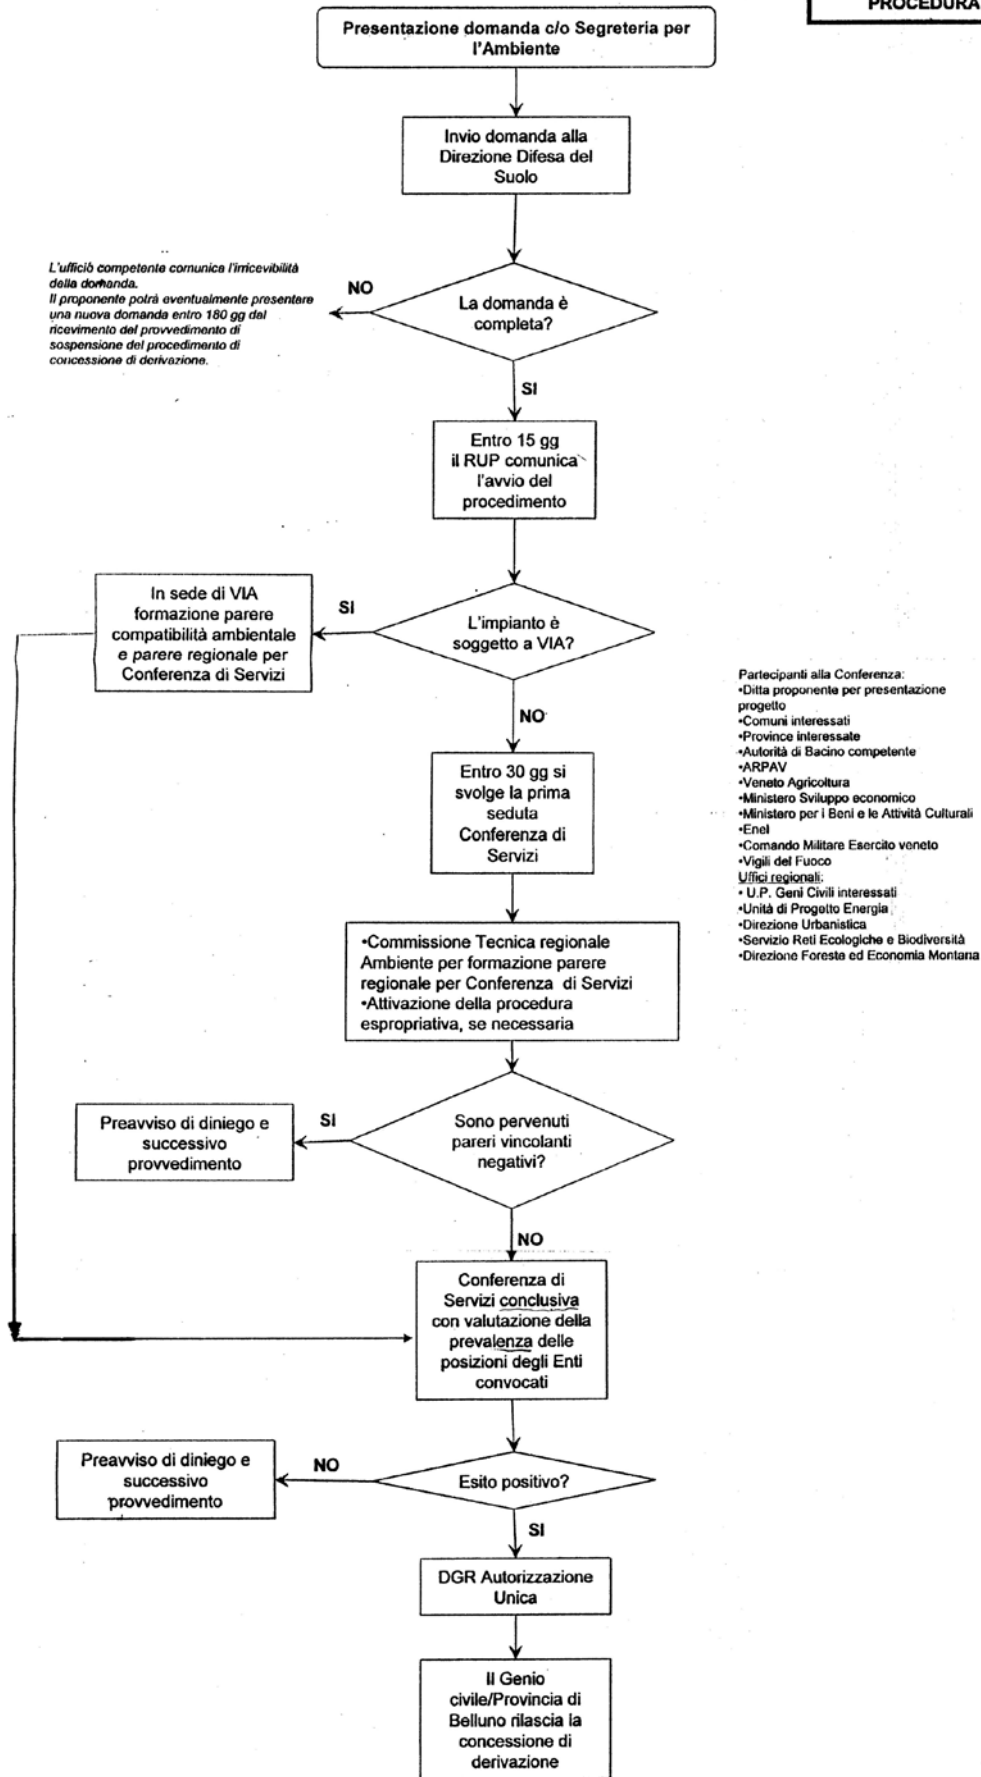 PROCEDURA
Presentazione domanda c/o Segreteria per
l'Ambiente
Invio domanda alla
Direzione Difesa del
Suolo
L'ufficio competente comunica l'irricevibilità
della domanda.
Il proponente potrà eventualmente presentare
una nuova domanda entro 180 gg dal
ricevimento del provvedimento di
sospensione del procedimento di
concessione di derivazione.
NO
La domanda è
completa?
SI
Entro 15 gg
il RUP comunica
l'avvio del
procedimento
In sede di VIA
formazione parere
compatibilità ambientale
e parere regionale per
Conferenza di Servizi
SI
L'impianto è
soggetto a VIA?
NO
Entro 30 gg si
svolge la prima
seduta
Conferenza di
Servizi
Partecipanti alla Conferenza:
•Ditta proponente per presentazione
progetto
•Comuni interessati
•Province interessate
•Autorità di Bacino competente
•ARPAV
•Veneto Agricoltura
•Ministero Sviluppo economico
•Ministero per i Beni e le Attività Culturali
•Enel
•Comando Militare Esercito veneto
•Vigili del Fuoco
Uffici regionali:
• U.P. Geni Civili interessati
•Unità di Progetto Energia
•Direzione Urbanistica
•Servizio Reti Ecologiche e Biodiversità
•Direzione Foreste ed Economia Montana
•Commissione Tecnica regionale
Ambiente per formazione parere
regionale per Conferenza di Servizi
•Attivazione della procedura
espropriativa, se necessaria
Preavviso di diniego e
successivo
provvedimento
SI
Sono pervenuti
pareri vincolanti
negativi?
NO
Conferenza di
Servizi conclusiva
con valutazione della
prevalenza delle
posizioni degli Enti
convocati
Preavviso di diniego e
successivo
provvedimento
NO
Esito positivo?
SI
DGR Autorizzazione
Unica
Il Genio
civile/Provincia di
Belluno rilascia la
concessione di
derivazione